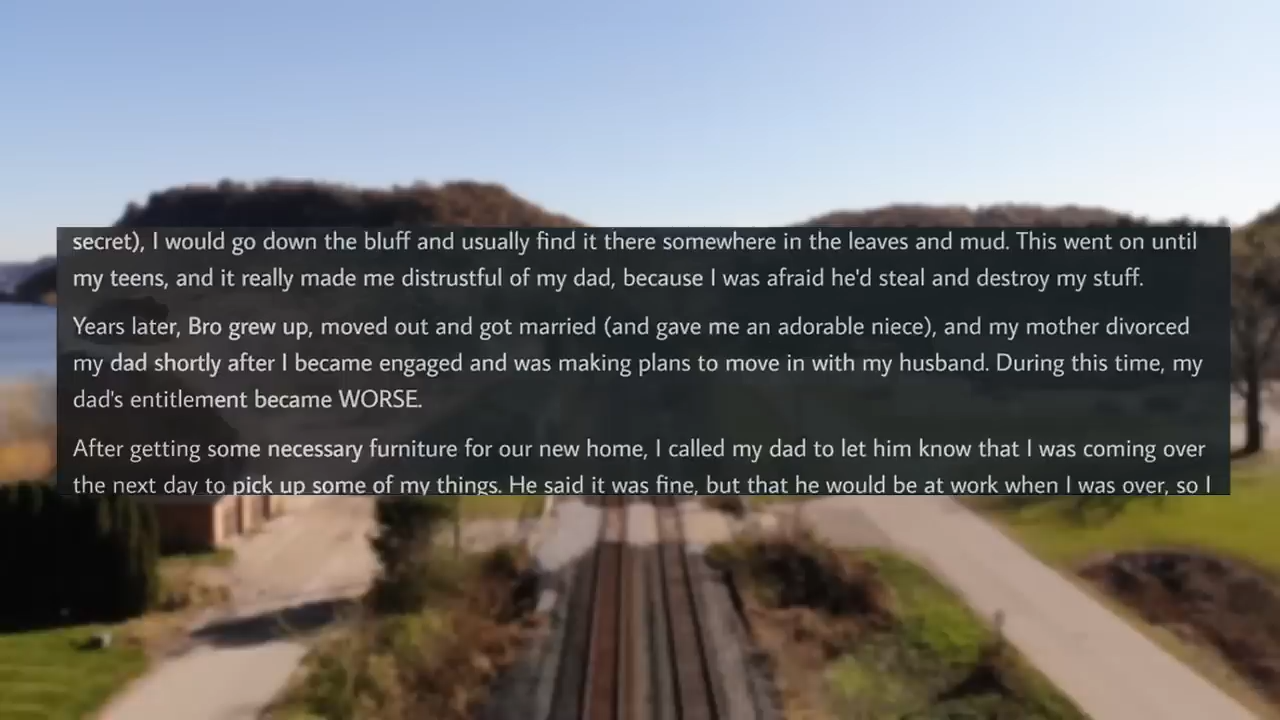 secret), I would go down the bluff and usually find it there somewhere in the leaves and mud. This went on until
my teens, and it really made me distrustful of my dad, because I was afraid he'd steal and destroy my stuff.
Years later, Bro grew up, moved out and got married (and gave me an adorable niece), and my mother divorced
my dad shortly after I became engaged and was making plans to move in with my husband. During this time, my
dad's entitlement became WORSE.
After getting some necessary furniture for our new home, I called my dad to let him know that I was coming over
the next day to pick up some of my things. He said it was fine, but that he would be at work when I was over, so I